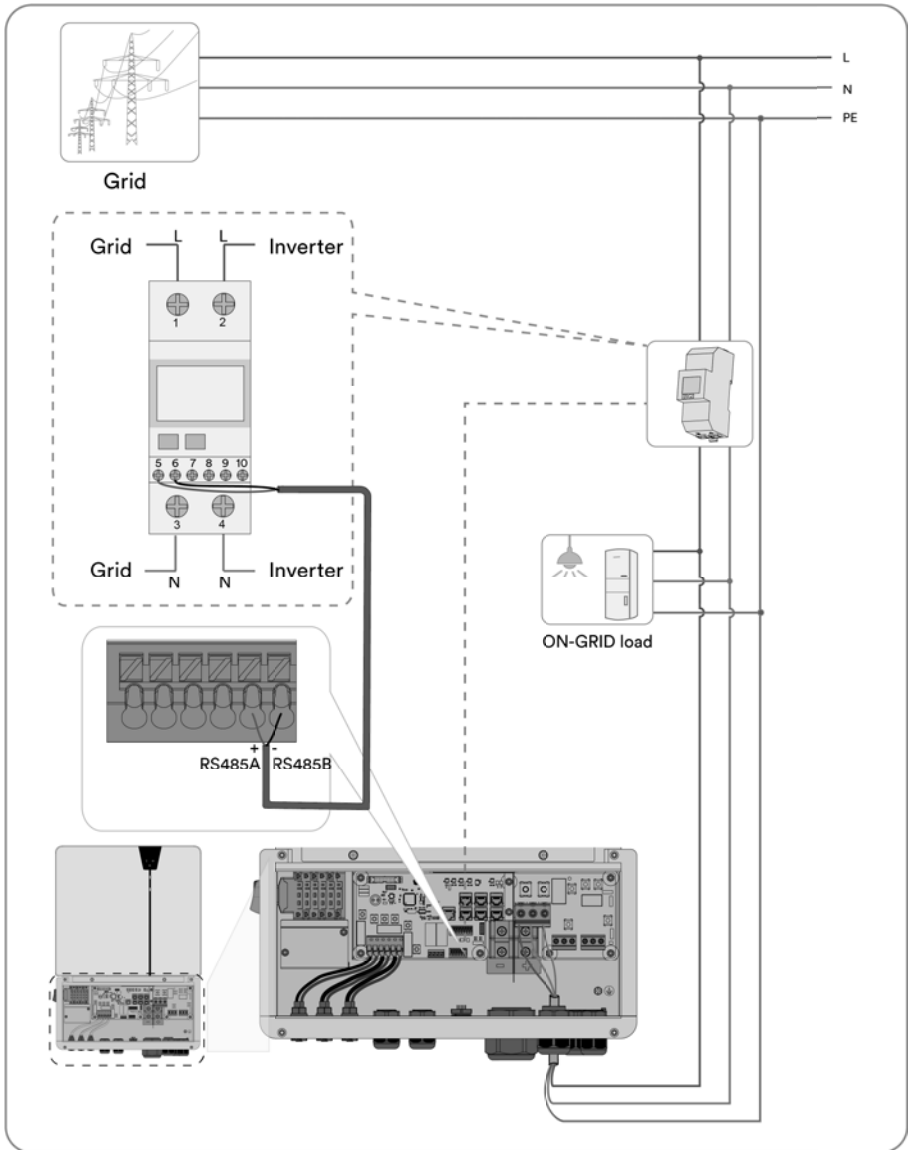 L
N
PE
Grid
L L
Grid Inverter
1 2
5 6 7 8 9 10
3 4
Grid Inverter
N N
ON-GRID load
+ -
RS485A RS485B
- +